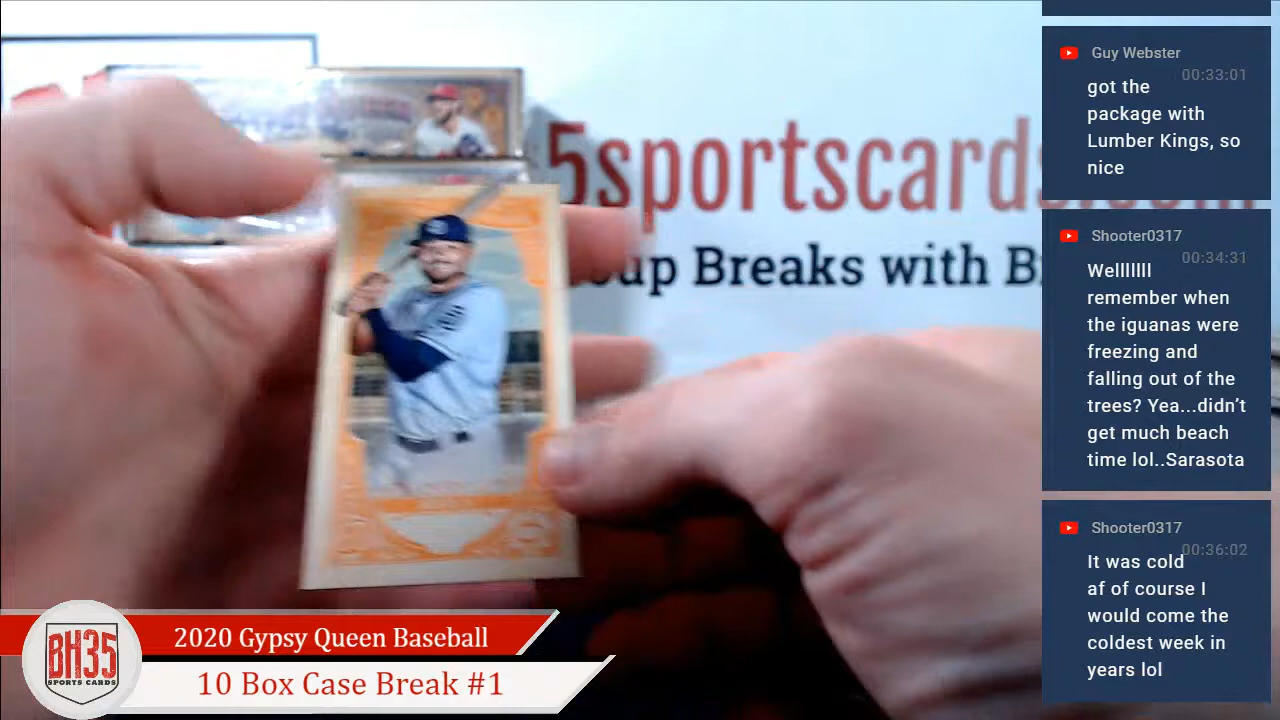 5sportscards.com
up Breaks with B
Guy Webster
00:33:01
got the
package with
Lumber Kings, so
nice
Shooter0317
00:34:31
Welllllll
remember when
the iguanas were
freezing and
falling out of the
trees? Yea...didn't
get much beach
time lol..Sarasota
Shooter0317
00:36:02
It was cold
af of course I
would come the
coldest week in
years lol
BH35
SPORTS CARDS
2020 Gypsy Queen Baseball
10 Box Case Break #1